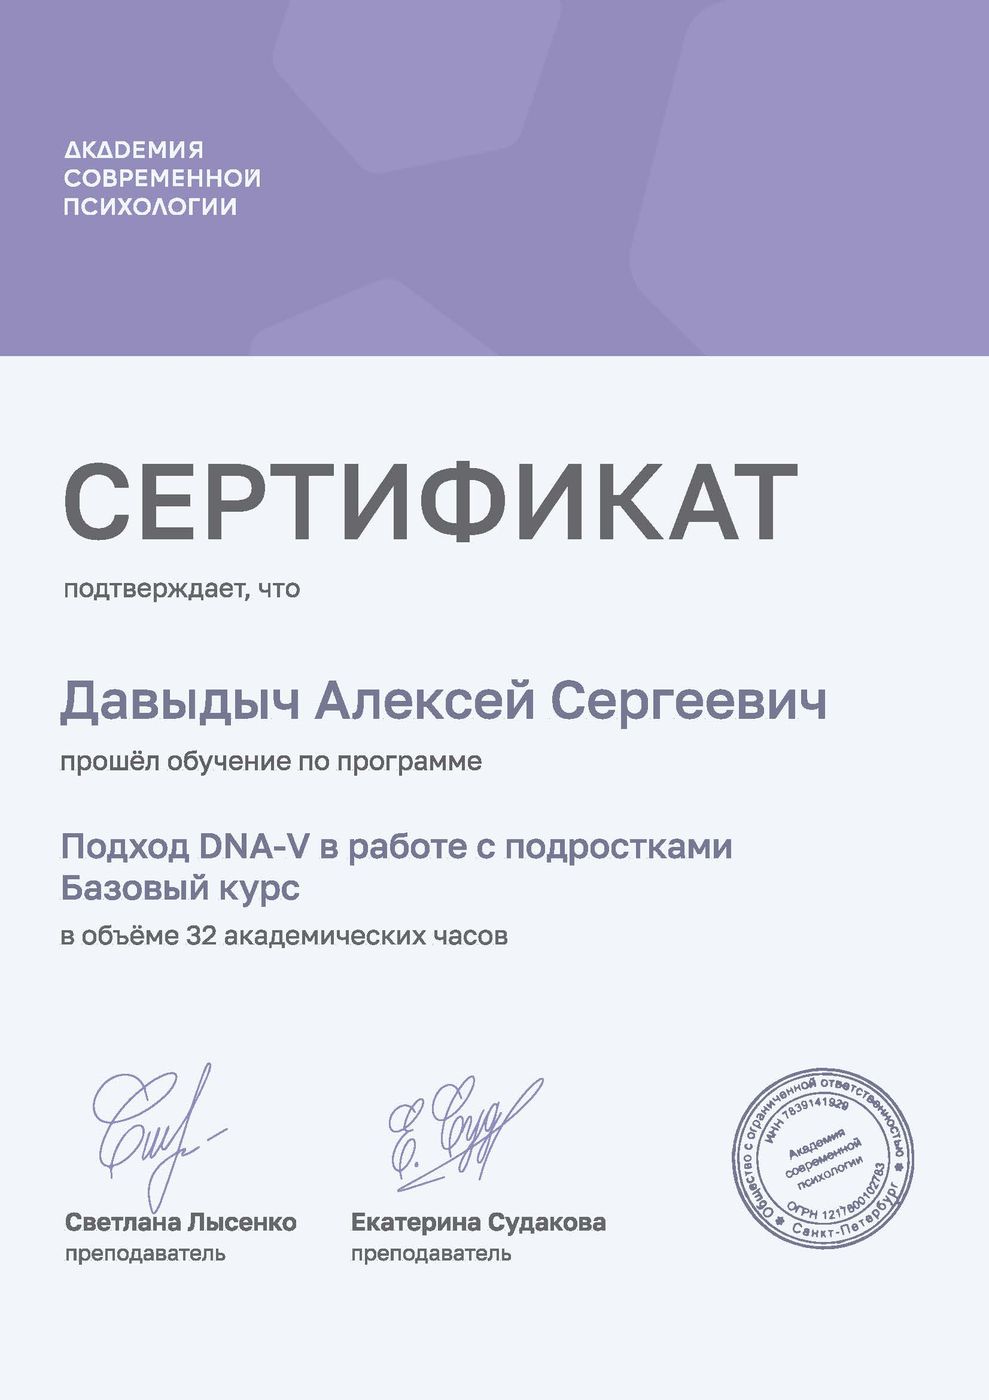 АКАДЕМИЯ
СОВРЕМЕННОЙ
ПСИХОЛОГИИ
СЕРТИФИКАТ
подтверждает, что
Давыдыч Алексей Сергеевич
прошёл обучение по программе
Подход DNA-V в работе с подростками
Базовый курс
в объёме 32 академических часов
Светлана Лысенко
преподаватель
Екатерина Судакова
преподаватель
Общество с ограниченной ответственностью
ИНН 7839141929
Академия
современной
психологии
ОГРН 1217800102783
Санкт-Петербург